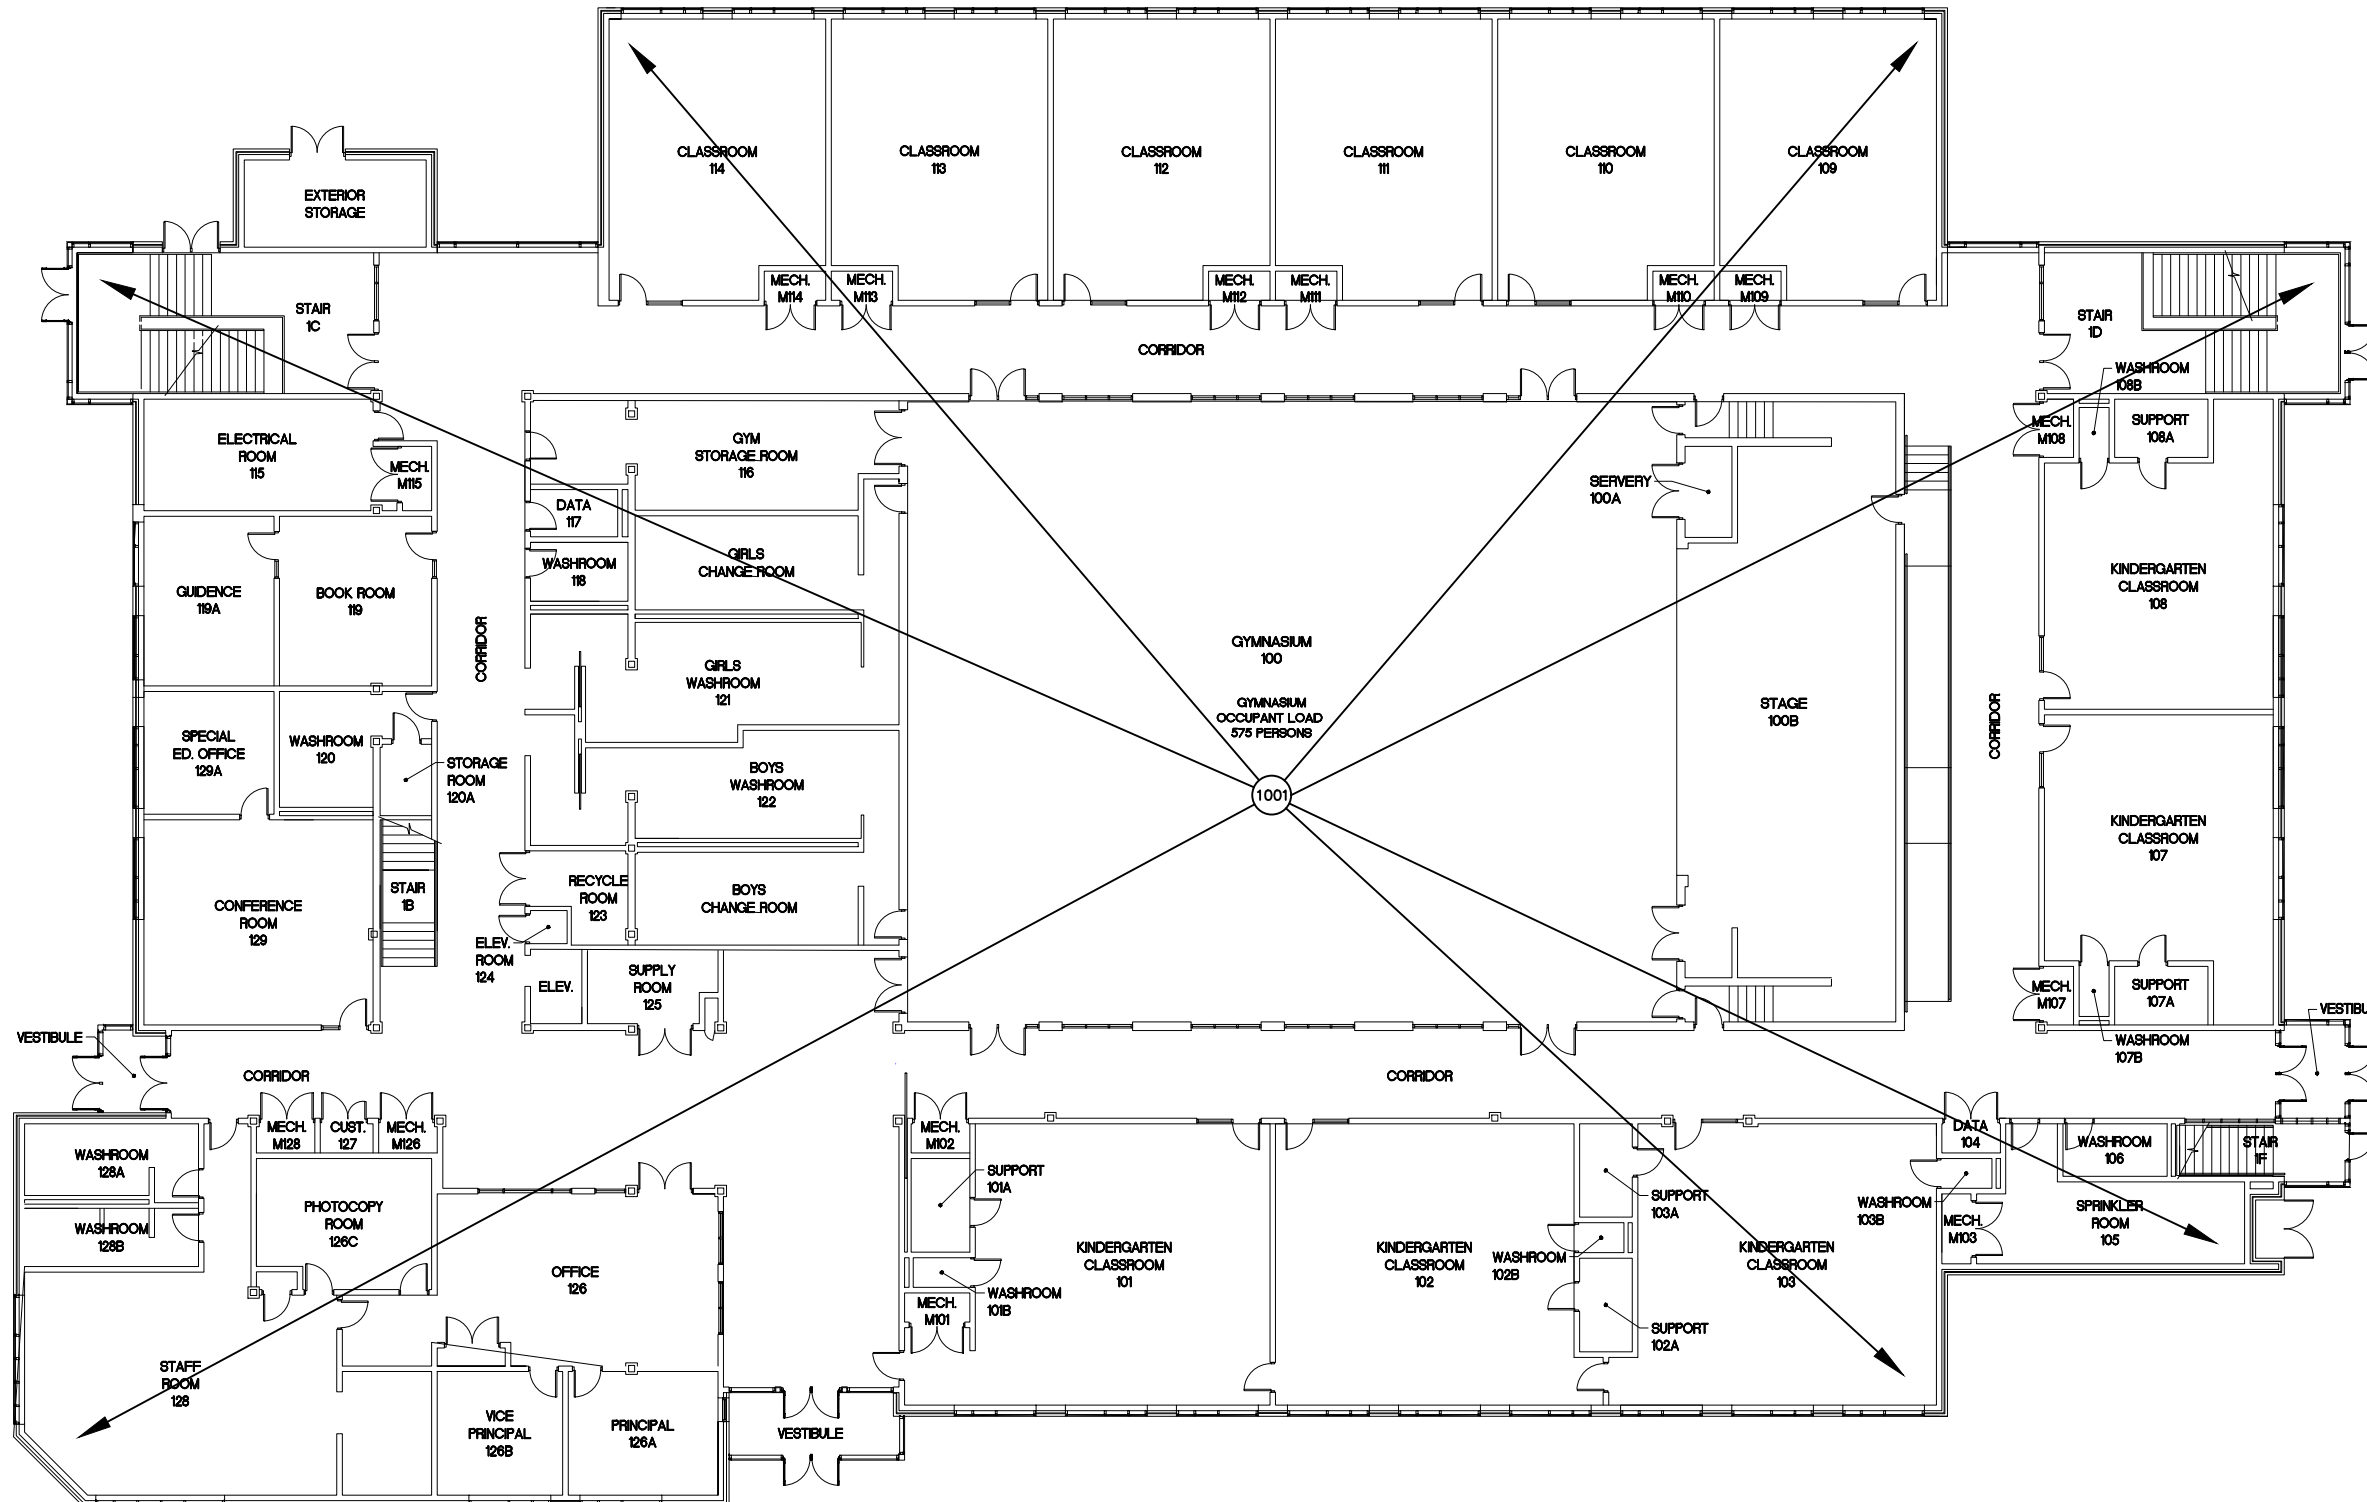 CLASSROOM
114
CLASSROOM
113
CLASSROOM
112
CLASSROOM
111
CLASSROOM
110
CLASSROOM
109
EXTERIOR
STORAGE
MECH.
M114
MECH.
M113
MECH.
M112
MECH.
M111
MECH.
M110
MECH.
M109
STAIR
1C
STAIR
1D
CORRIDOR
WASHROOM
108B
ELECTRICAL
ROOM
115
MECH.
M115
GYM
STORAGE ROOM
116
SERVERY
100A
MECH.
M108
SUPPORT
108A
DATA
117
GIRLS
CHANGE ROOM
WASHROOM
118
GUIDENCE
119A
BOOK ROOM
119
CORRIDOR
KINDERGARTEN
CLASSROOM
108
GYMNASIUM
100
GIRLS
WASHROOM
121
GYMNASIUM
OCCUPANT LOAD
575 PERSONS
STAGE
100B
CORRIDOR
SPECIAL
ED. OFFICE
129A
WASHROOM
120
STORAGE
ROOM
120A
BOYS
WASHROOM
122
1001
KINDERGARTEN
CLASSROOM
107
CONFERENCE
ROOM
129
STAIR
1B
RECYCLE
ROOM
123
BOYS
CHANGE ROOM
ELEV.
ROOM
124
ELEV.
SUPPLY
ROOM
125
MECH.
M107
SUPPORT
107A
VESTIBULE
VESTIBU
WASHROOM
107B
CORRIDOR
CORRIDOR
WASHROOM
128A
MECH.
M128
CUST.
127
MECH.
M126
MECH.
M102
DATA
104
WASHROOM
106
STAIR
1F
SUPPORT
101A
SUPPORT
103A
WASHROOM
103B
WASHROOM
128B
PHOTOCOPY
ROOM
126C
MECH.
M103
SPRINKLER
ROOM
105
OFFICE
126
KINDERGARTEN
CLASSROOM
101
KINDERGARTEN
CLASSROOM
102
WASHROOM
102B
KINDERGARTEN
CLASSROOM
103
WASHROOM
101B
MECH.
M101
SUPPORT
102A
STAFF
ROOM
128
VICE
PRINCIPAL
126B
PRINCIPAL
126A
VESTIBULE